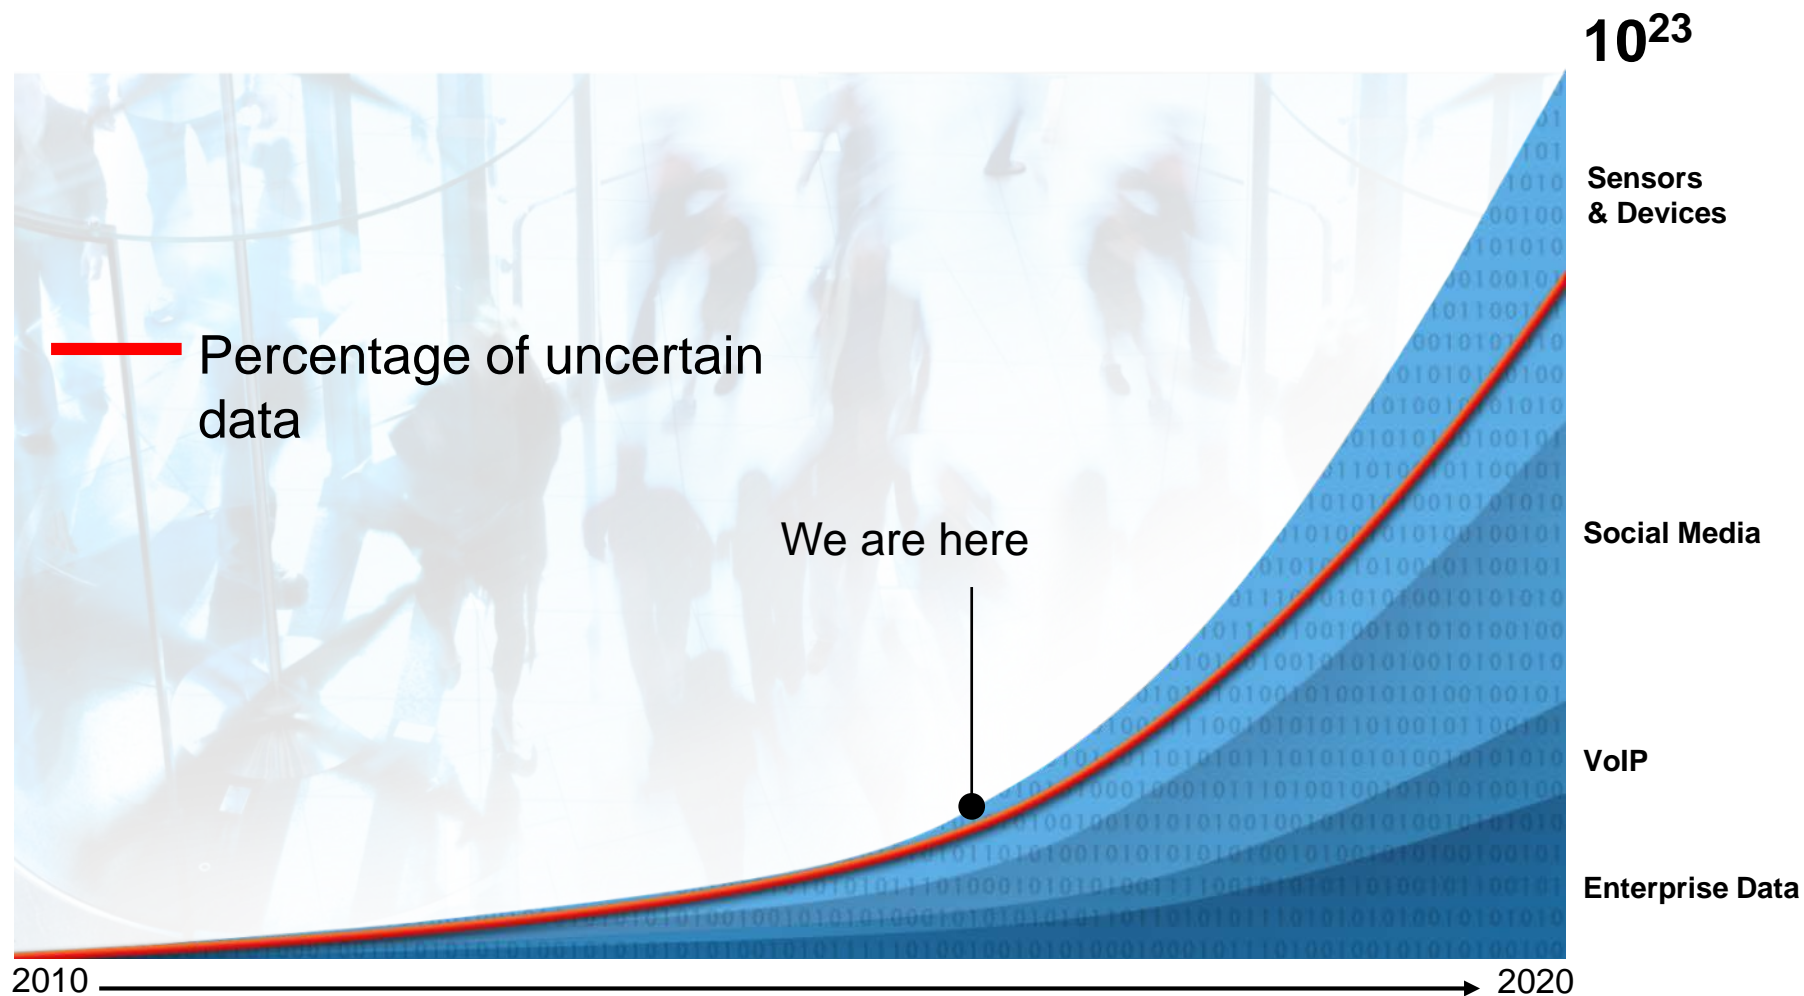 10²³
Sensors
& Devices
Percentage of uncertain
data
We are here
Social Media
VoIP
Enterprise Data
2010
2020